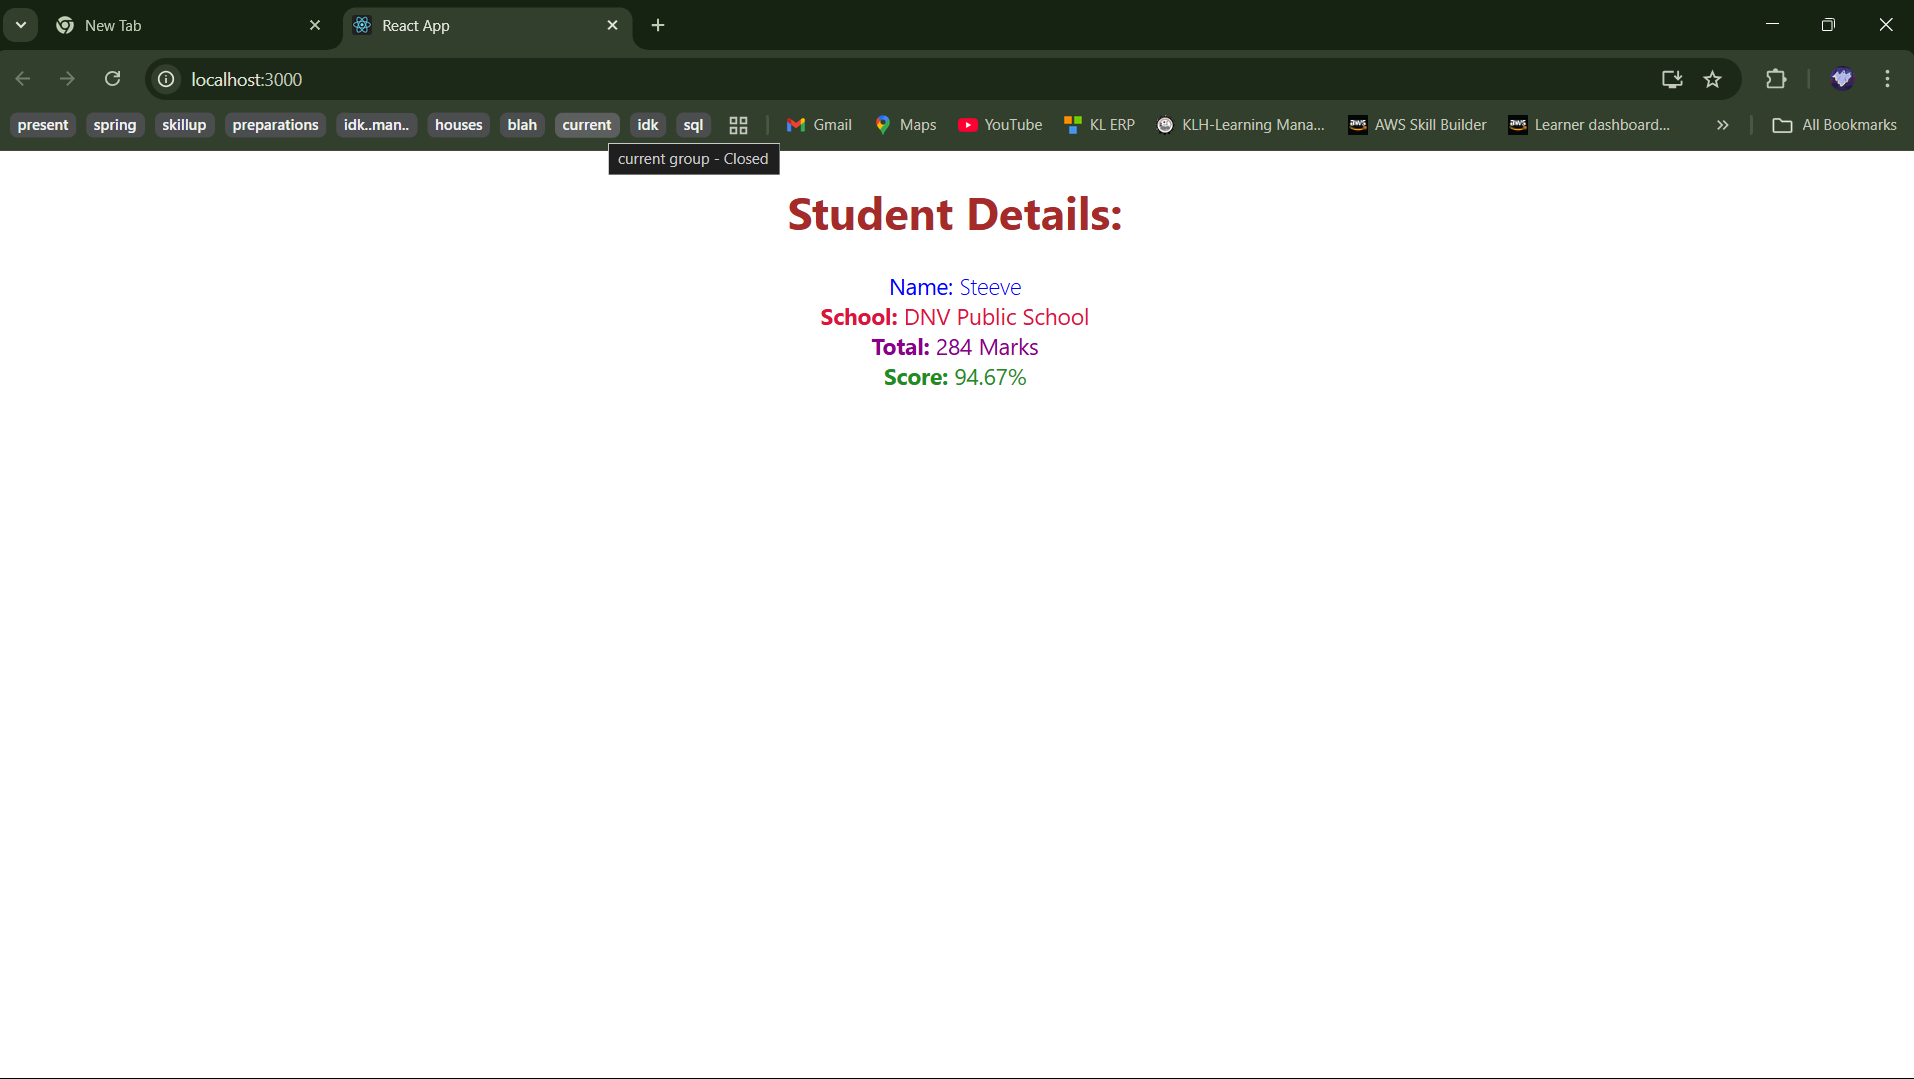 New Tab
React App
localhost:3000
present spring skillup preparations idk..man.. houses blah current idk sql Gmail Maps YouTube KL ERP KLH-Learning Mana... AWS Skill Builder Learner dashboard... All Bookmarks
current group - Closed
Student Details:
Name: Steeve
School: DNV Public School
Total: 284 Marks
Score: 94.67%